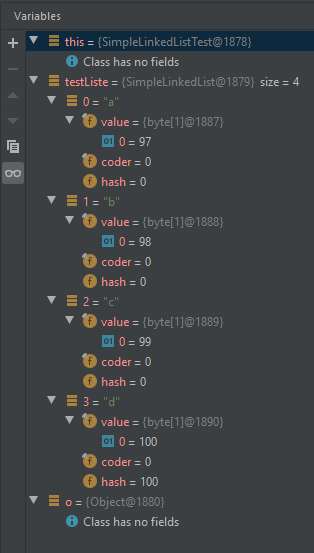 Variables
this = {SimpleLinkedListTest@1878}
Class has no fields
testListe = {SimpleLinkedList@1879} size = 4
0 = "a"
value = {byte[1]@1887}
01 0 = 97
coder = 0
hash = 0
1 = "b"
value = {byte[1]@1888}
01 0 = 98
coder = 0
hash = 0
2 = "c"
value = {byte[1]@1889}
01 0 = 99
coder = 0
hash = 0
3 = "d"
value = {byte[1]@1890}
01 0 = 100
coder = 0
hash = 100
o = {Object@1880}
Class has no fields